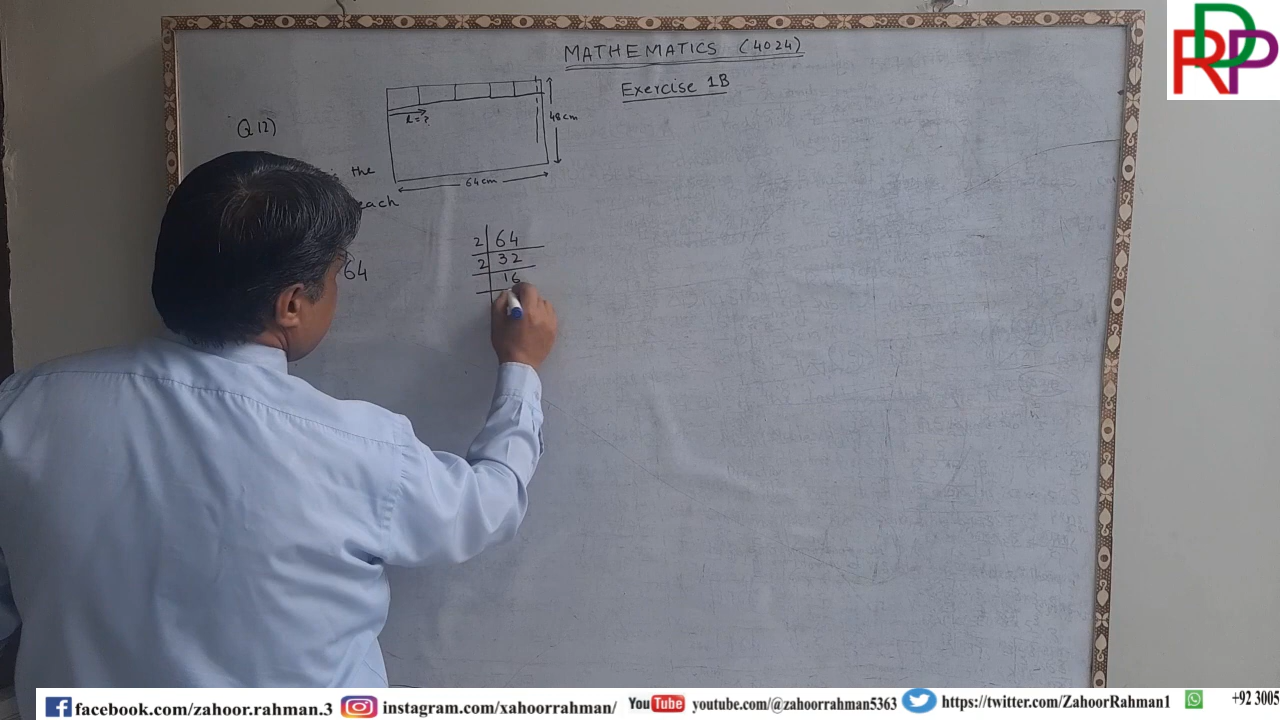 RDP
MATHEMATICS (4024)
Exercise 1B
Q12)
l = ?
48cm
64cm
the
each
64
2 64
2 32
16
facebook.com/zahoor.rahman.3
instagram.com/xahoorrahman/
YouTube youtube.com/@zahoorrahman5363
https://twitter.com/ZahoorRahman1
+92 3005